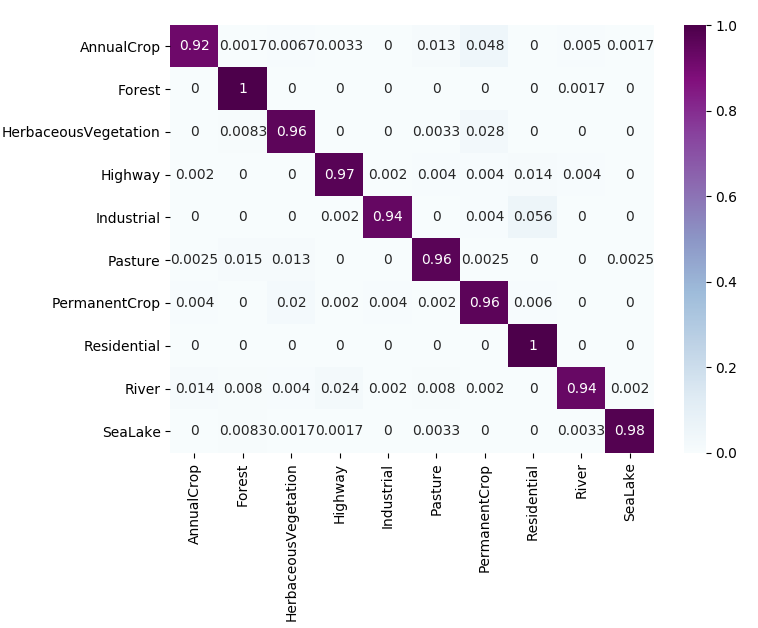 AnnualCrop 0.92 0.0017 0.0067 0.0033 0 0.013 0.048 0 0.005 0.0017
Forest 0 1 0 0 0 0 0 0 0.0017 0
HerbaceousVegetation 0 0.0083 0.96 0 0 0.0033 0.028 0 0 0
Highway 0.002 0 0 0.97 0.002 0.004 0.004 0.014 0.004 0
Industrial 0 0 0 0.002 0.94 0 0.004 0.056 0 0
Pasture 0.0025 0.015 0.013 0 0 0.96 0.0025 0 0 0.0025
PermanentCrop 0.004 0 0.02 0.002 0.004 0.002 0.96 0.006 0 0
Residential 0 0 0 0 0 0 0 1 0 0
River 0.014 0.008 0.004 0.024 0.002 0.008 0.002 0 0.94 0.002
SeaLake 0 0.0083 0.0017 0.0017 0 0.0033 0 0 0.0033 0.98
AnnualCrop
Forest
HerbaceousVegetation
Highway
Industrial
Pasture
PermanentCrop
Residential
River
SeaLake
1.0
0.8
0.6
0.4
0.2
0.0